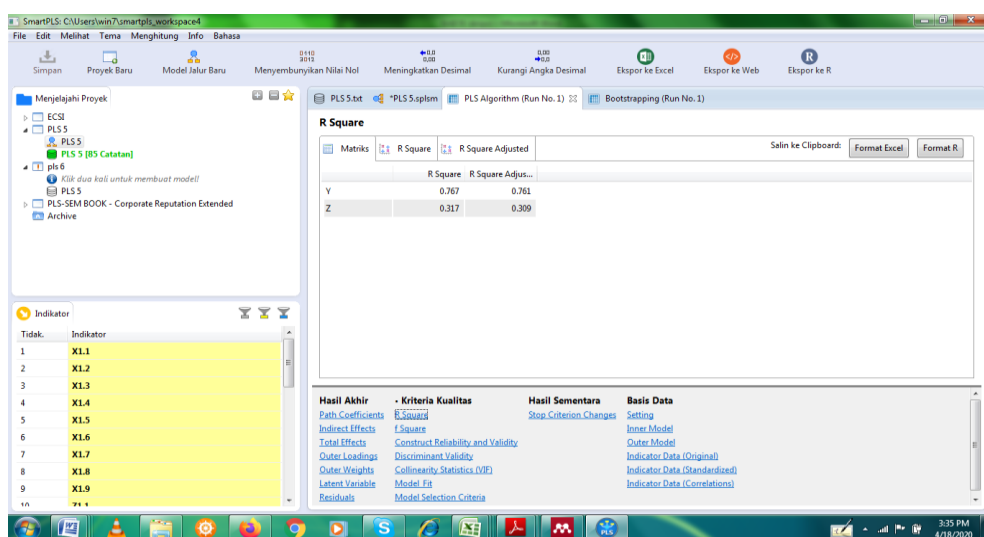 SmartPLS: C:\Users\win7\smartpls_workspace4
File Edit Melihat Tema Menghitung Info Bahasa
Simpan Proyek Baru Model Jalur Baru Menyembunyikan Nilai Nol Meningkatkan Desimal Kurangi Angka Desimal Ekspor ke Excel Ekspor ke Web Ekspor ke R
Menjelajahi Proyek
ECSI
PLS 5
PLS 5
PLS 5 [85 Catatan]
pls 6
Klik dua kali untuk membuat model!
PLS 5
PLS-SEM BOOK - Corporate Reputation Extended
Archive
Indikator
Tidak. Indikator
1 X1.1
2 X1.2
3 X1.3
4 X1.4
5 X1.5
6 X1.6
7 X1.7
8 X1.8
9 X1.9
10 Z1.1
PLS 5.txt *PLS 5.splsm PLS Algorithm (Run No. 1) Bootstrapping (Run No. 1)
R Square
Matriks R Square R Square Adjusted Salin ke Clipboard: Format Excel Format R
R Square R Square Adjus...
Y 0.767 0.761
Z 0.317 0.309
Hasil Akhir Kriteria Kualitas Hasil Sementara Basis Data
Path Coefficients R Square Stop Criterion Changes Setting
Indirect Effects f Square Inner Model
Total Effects Construct Reliability and Validity Outer Model
Outer Loadings Discriminant Validity Indicator Data (Original)
Outer Weights Collinearity Statistics (VIF) Indicator Data (Standardized)
Latent Variable Model_Fit Indicator Data (Correlations)
Residuals Model Selection Criteria
3:35 PM
4/18/2020